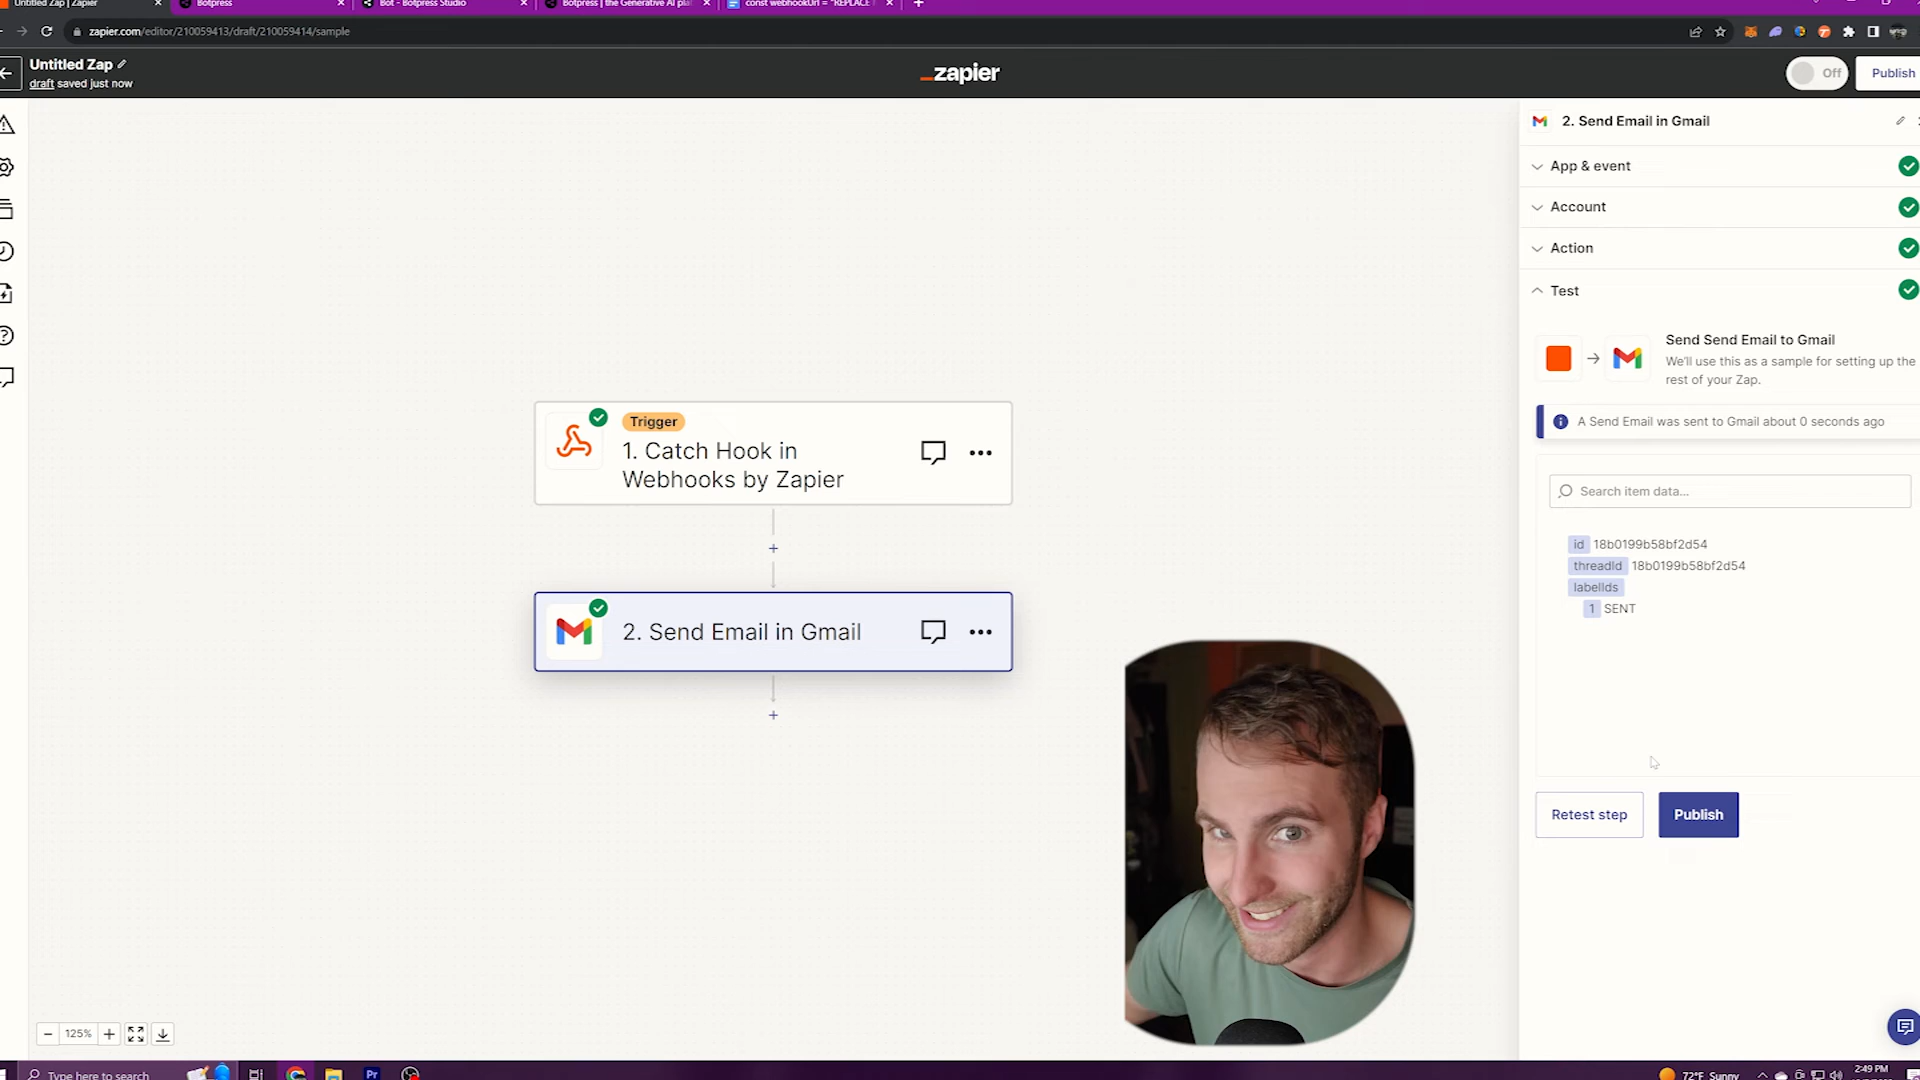 Untitled Zap | Zapier
Botpress
Bot - Botpress Studio
Botpress | the Generative AI pla
const webhookUrl = "REPLACE
zapier.com/editor/210059413/draft/210059414/sample
Untitled Zap
draft saved just now
zapier
Off
Publish
2. Send Email in Gmail
App & event
Account
Action
Test
Send Send Email to Gmail
We'll use this as a sample for setting up the
rest of your Zap.
A Send Email was sent to Gmail about 0 seconds ago
Search item data...
id 18b0199b58bf2d54
threadId 18b0199b58bf2d54
labelIds
1 SENT
Retest step
Publish
Trigger
1. Catch Hook in
Webhooks by Zapier
2. Send Email in Gmail
125%
Type here to search
Pr
72°F Sunny
2:49 PM